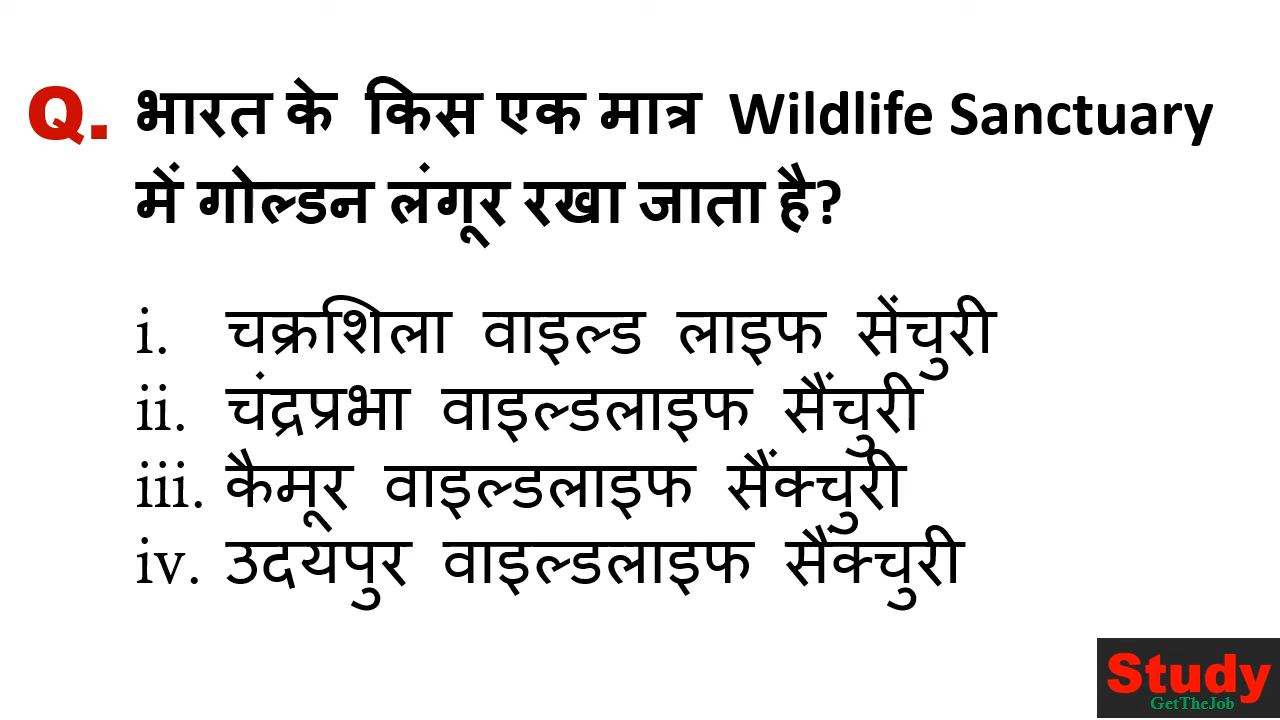 Q. भारत के किस एक मात्र Wildlife Sanctuary
में गोल्डन लंगूर रखा जाता है?
i. चक्रशिला वाइल्ड लाइफ सेंचुरी
ii. चंद्रप्रभा वाइल्डलाइफ सैंचुरी
iii. कैमूर वाइल्डलाइफ सैंक्चुरी
iv. उदयपुर वाइल्डलाइफ सैंक्चुरी
Study
GetTheJob